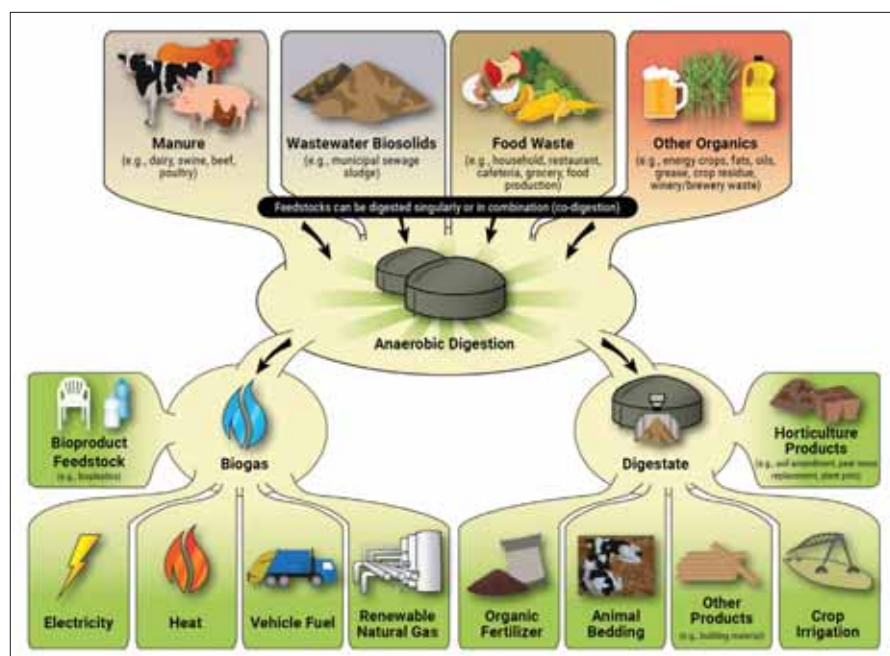 Manure
(e.g., dairy, swine, beef,
poultry)
Wastewater Biosolids
(e.g., municipal sewage
sludge)
Food Waste
(e.g., household, restaurant,
cafeteria, grocery, food
production)
Other Organics
(e.g., energy crops, fats, oils,
grease, crop residue,
winery/brewery waste)
Feedstocks can be digested singularly or in combination (co-digestion)
Anaerobic Digestion
Bioproduct
Feedstock
(e.g., bioplastics)
Biogas
Digestate
Horticulture
Products
(e.g., soil amendment, peat moss
replacement, plant pots)
Electricity
Heat
Vehicle Fuel
Renewable
Natural Gas
Organic
Fertilizer
Animal
Bedding
Other
Products
(e.g., building material)
Crop
Irrigation